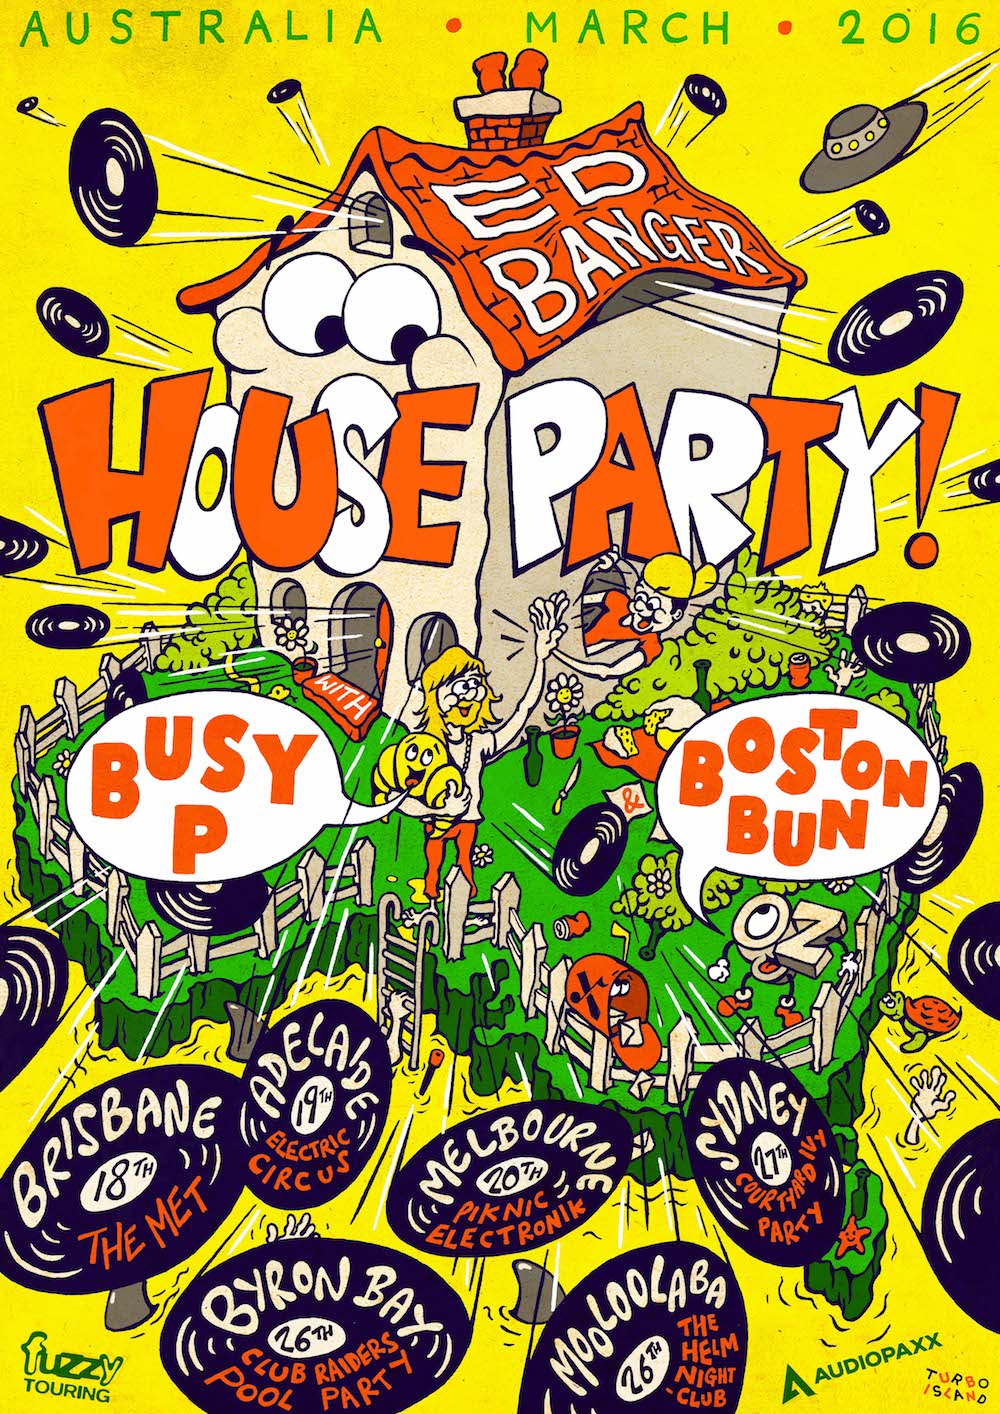 AUSTRALIA • MARCH • 2016
ED
BANGER
HOUSE PARTY!
WITH
BUSY
P
&
BOSTON
BUN
OZ
BRISBANE
18TH
THE MET
ADELAIDE
19TH
ELECTRIC
CIRCUS
MELBOURNE
20TH
PIKNIC
ELECTRONIK
SYDNEY
27TH
COURTYARD IVY
PARTY
BYRON BAY
26TH
CLUB RAIDERS
POOL PARTY
MOOLOOLABA
26TH
THE
HELM
NIGHT
-CLUB
fuzzy
TOURING
AUDIOPAXX
TURBO
ISLAND